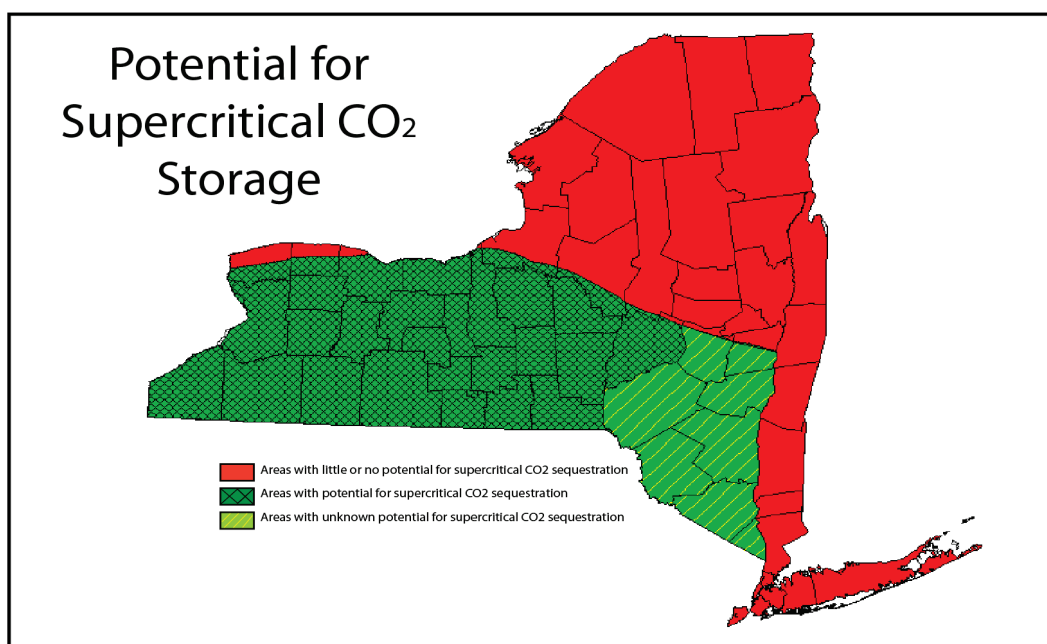 Potential for
Supercritical CO₂
Storage
Areas with little or no potential for supercritical CO2 sequestration
Areas with potential for supercritical CO2 sequestration
Areas with unknown potential for supercritical CO2 sequestration